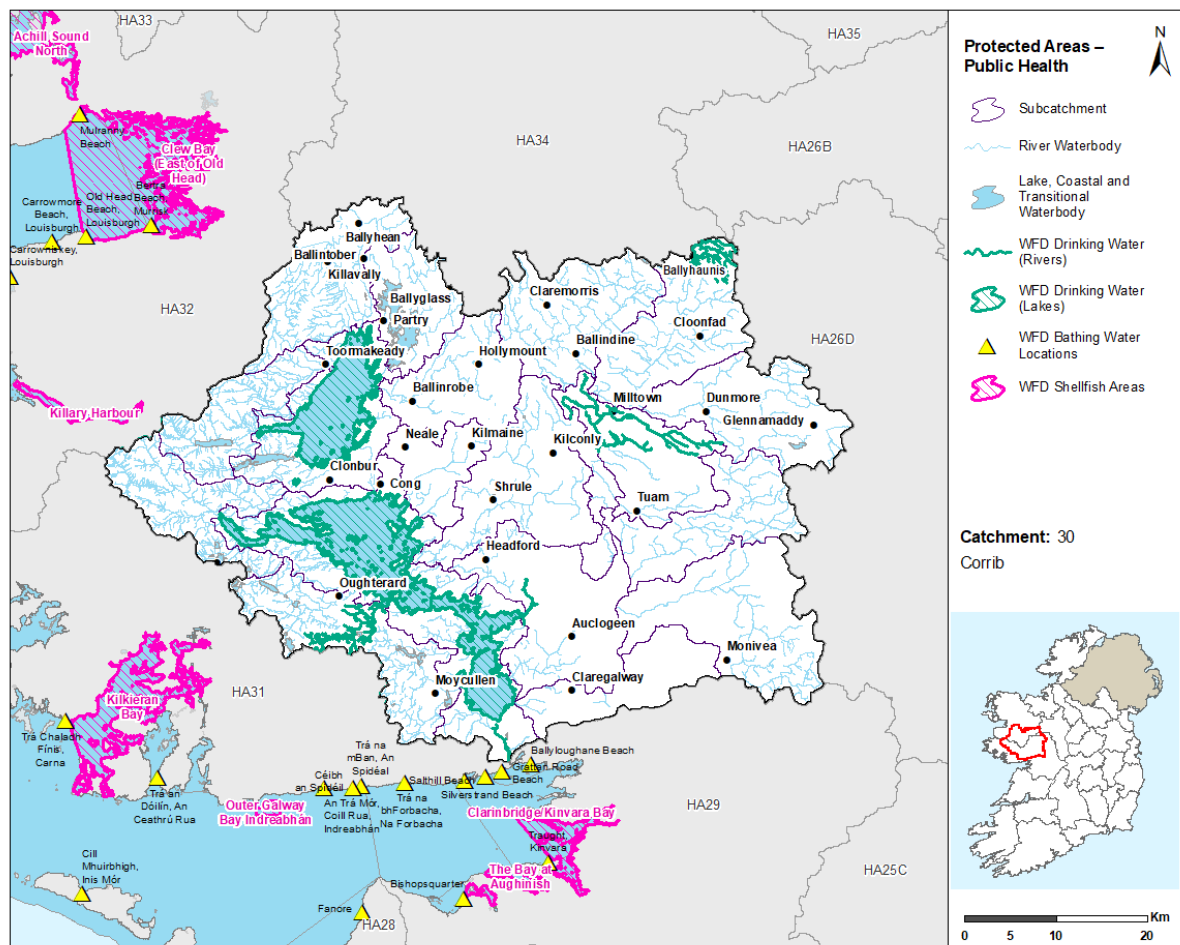 HA33
HA35
Achill Sound
North
Mulranny
Beach
Clew Bay
(East of Old
Head)
Carrowmore
Beach,
Louisburgh
Old Head
Beach,
Louisburgh
Bertra
Beach,
Murrisk
Carrowniskey,
Louisburgh
HA34
HA26B
HA32
HA26D
Ballyhean
Ballintober
Killavally
Ballyglass
Partry
Claremorris
Ballyhaunis
Cloonfad
Toormakeady
Hollymount
Ballindine
Killary Harbour
Ballinrobe
Milltown
Dunmore
Glennamaddy
Neale
Kilmaine
Kilconly
Clonbur
Cong
Shrule
Tuam
Headford
Oughterard
Auclogeen
Monivea
Moycullen
Claregalway
HA31
Kilkieran
Bay
Trá Chaladh
Fínis,
Carna
Trá an
Dóilín, An
Ceathrú Rua
Outer Galway
Bay Indreabhán
Céibh
an Spidéil
Trá na
mBan, An
Spidéal
An Trá Mór,
Coill Rua,
Indreabhán
Trá na
bhForbacha,
Na Forbacha
Salthill Beach
Silverstrand Beach
Grattan Road
Beach
Ballyloughane Beach
Clarinbridge/Kinvara Bay
Traught,
Kinvara
The Bay at
Aughinish
Bishopsquarter
Fanore
Cill
Mhuirbhigh,
Inis Mór
HA28
HA29
HA25C
Protected Areas –
Public Health
N
Subcatchment
River Waterbody
Lake, Coastal and
Transitional
Waterbody
WFD Drinking Water
(Rivers)
WFD Drinking Water
(Lakes)
WFD Bathing Water
Locations
WFD Shellfish Areas
Catchment: 30
Corrib
Km
0 10 20